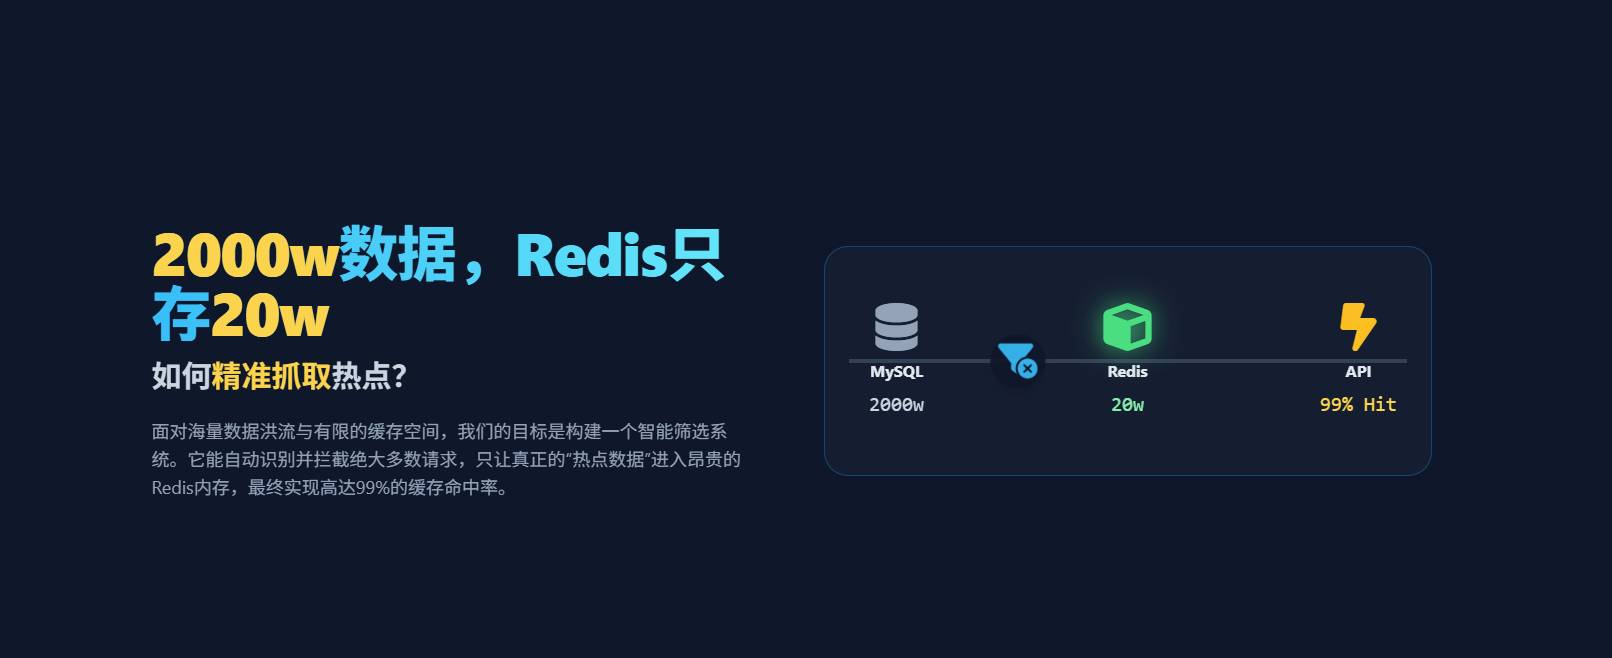 2000w数据，Redis只
存20w
如何精准抓取热点？
面对海量数据洪流与有限的缓存空间，我们的目标是构建一个智能筛选系
统。它能自动识别并拦截绝大多数请求，只让真正的"热点数据"进入昂贵的
Redis内存，最终实现高达99%的缓存命中率。
MySQL
2000w
Redis
20w
API
99% Hit